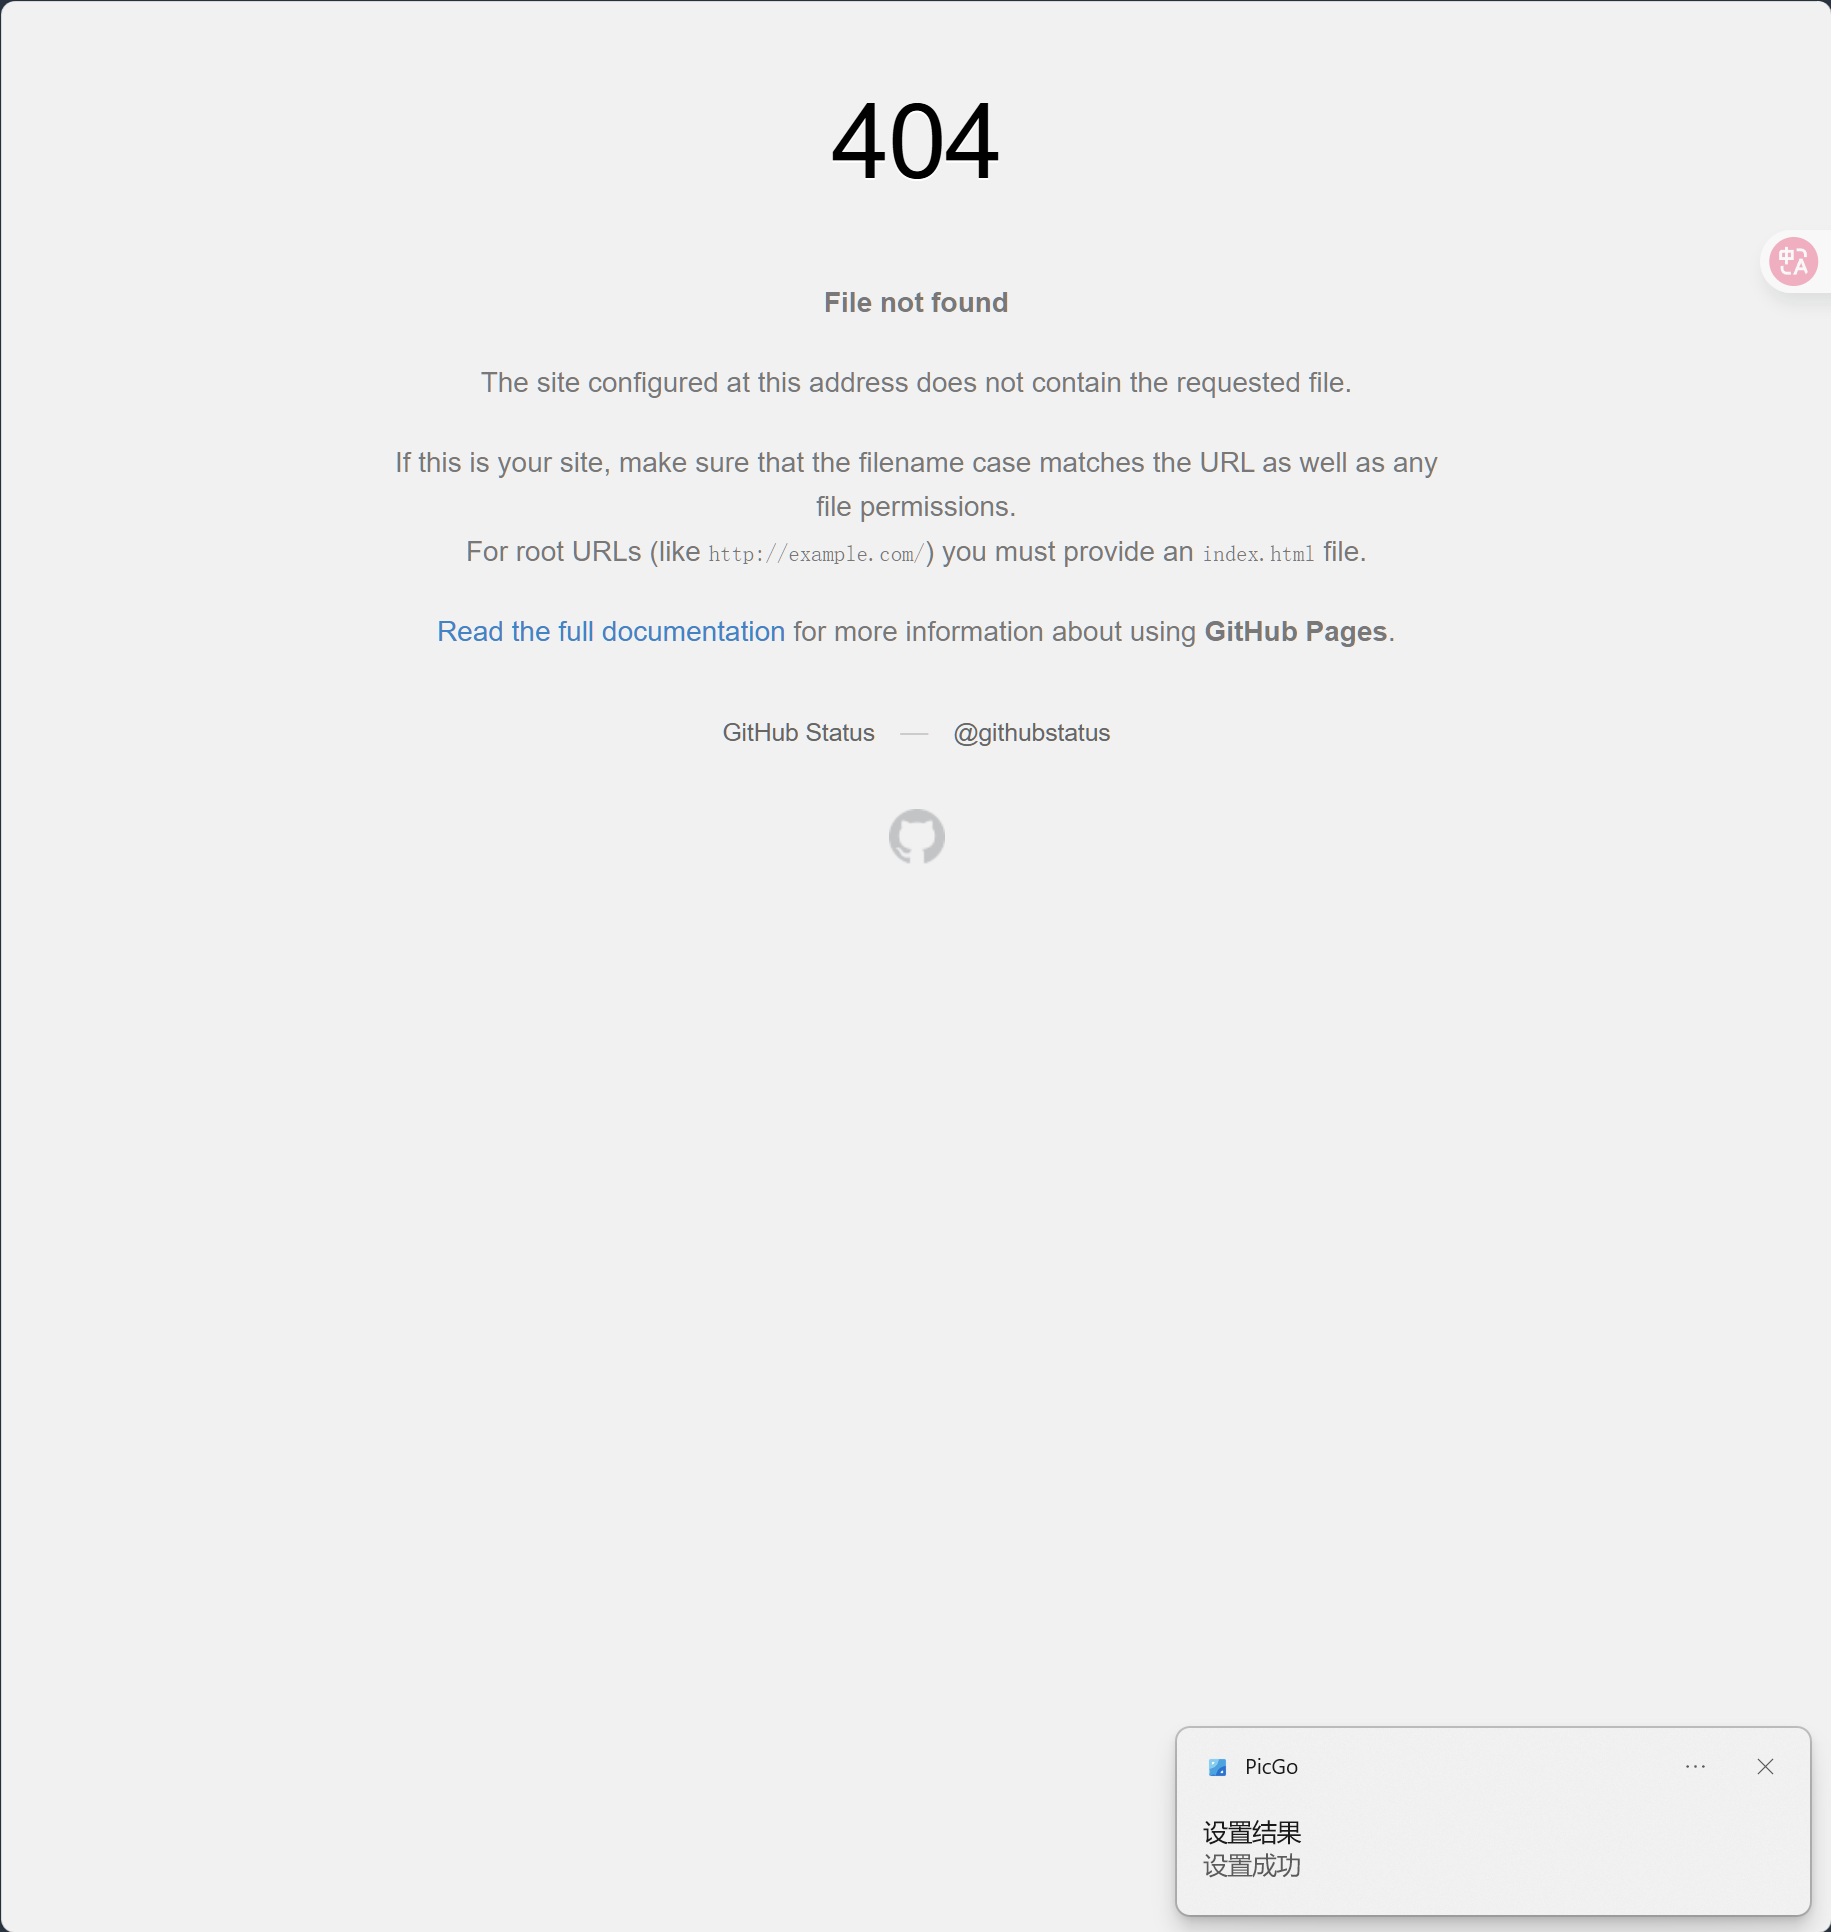 404
File not found
The site configured at this address does not contain the requested file.
If this is your site, make sure that the filename case matches the URL as well as any
file permissions.
For root URLs (like http://example.com/) you must provide an index.html file.
Read the full documentation for more information about using GitHub Pages.
GitHub Status — @githubstatus
中A
PicGo
设置结果
设置成功